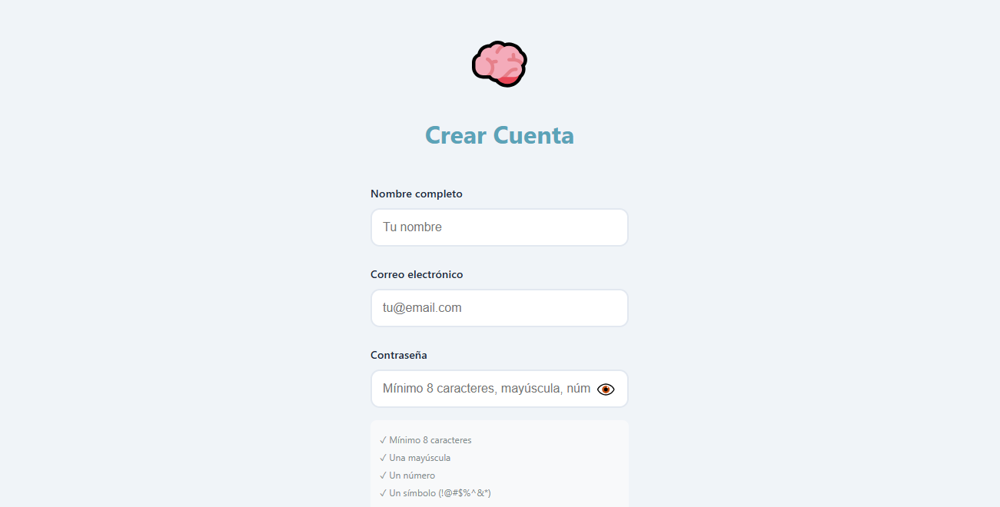 Crear Cuenta
Nombre completo
Tu nombre
Correo electrónico
tu@email.com
Contraseña
Mínimo 8 caracteres, mayúscula, núm
✓ Mínimo 8 caracteres
✓ Una mayúscula
✓ Un número
✓ Un símbolo (!@#$%^&*)